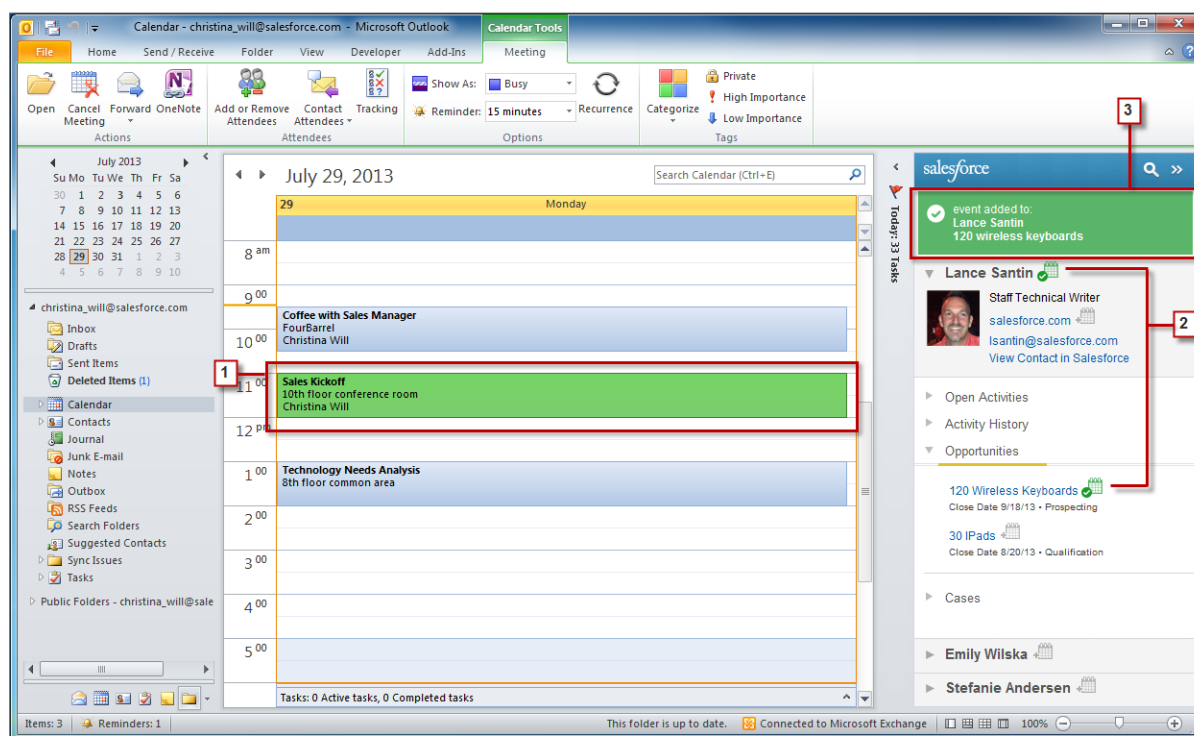 Calendar - christina_will@salesforce.com - Microsoft Outlook
Calendar Tools
File Home Send / Receive Folder View Developer Add-Ins Meeting
Open
Cancel Meeting
Forward
OneNote
Actions
Add or Remove Attendees
Contact Attendees
Tracking
Attendees
Show As: Busy
Reminder: 15 minutes
Recurrence
Options
Categorize
Private
High Importance
Low Importance
Tags
3
July 2013
Su Mo Tu We Th Fr Sa
30 1 2 3 4 5 6
7 8 9 10 11 12 13
14 15 16 17 18 19 20
21 22 23 24 25 26 27
28 29 30 31 1 2 3
4 5 6 7 8 9 10
christina_will@salesforce.com
Inbox
Drafts
Sent Items
Deleted Items (1)
Calendar
Contacts
Journal
Junk E-mail
Notes
Outbox
RSS Feeds
Search Folders
Suggested Contacts
Sync Issues
Tasks
Public Folders - christina_will@sale
July 29, 2013
Search Calendar (Ctrl+E)
29 Monday
8 am
9 00
Coffee with Sales Manager
FourBarrel
10 00 Christina Will
1
11 00 Sales Kickoff
10th floor conference room
Christina Will
12 pm
1 00 Technology Needs Analysis
8th floor common area
2 00
3 00
4 00
5 00
Tasks: 0 Active tasks, 0 Completed tasks
Today: 33 Tasks
salesforce
event added to:
Lance Santin
120 wireless keyboards
Lance Santin
Staff Technical Writer
salesforce.com
lsantin@salesforce.com
View Contact in Salesforce
2
Open Activities
Activity History
Opportunities
120 Wireless Keyboards
Close Date 9/18/13 • Prospecting
30 IPads
Close Date 8/20/13 • Qualification
Cases
Emily Wilska
Stefanie Andersen
Items: 3 Reminders: 1 This folder is up to date. Connected to Microsoft Exchange 100%